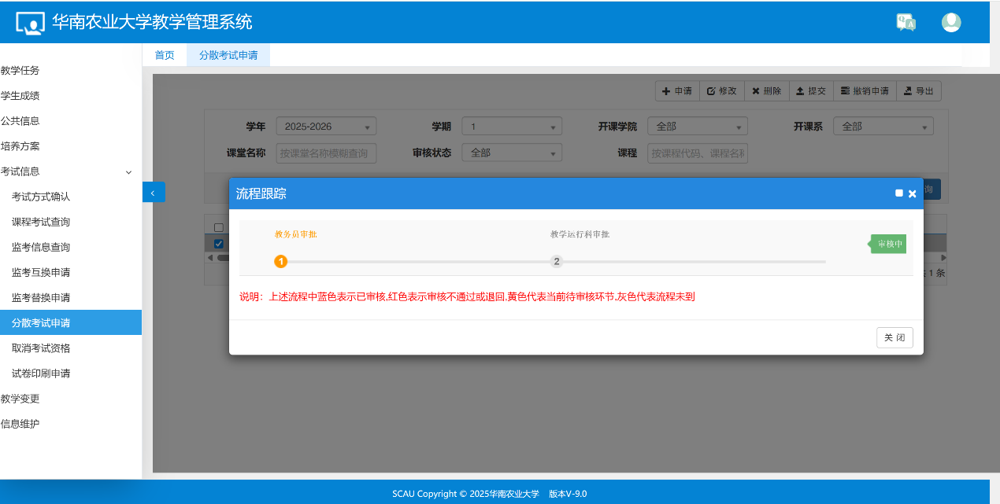 华南农业大学教学管理系统
首页 分散考试申请
教学任务
学生成绩
公共信息
培养方案
考试信息
考试方式确认
课程考试查询
监考信息查询
监考互换申请
监考替换申请
分散考试申请
取消考试资格
试卷印刷申请
教学变更
信息维护
申请 修改 删除 提交 撤销申请 导出
学年 2025-2026 学期 1 开课学院 全部 开课系 全部
课堂名称 按课堂名称模糊查询 审核状态 全部 课程 按课程代码、课程名称
询
流程跟踪
教务员审批 教学运行科审批
审核中
1 2
1 条
说明：上述流程中蓝色表示已审核,红色表示审核不通过或退回,黄色代表当前待审核环节,灰色代表流程未到
关 闭
SCAU Copyright © 2025华南农业大学 版本V-9.0